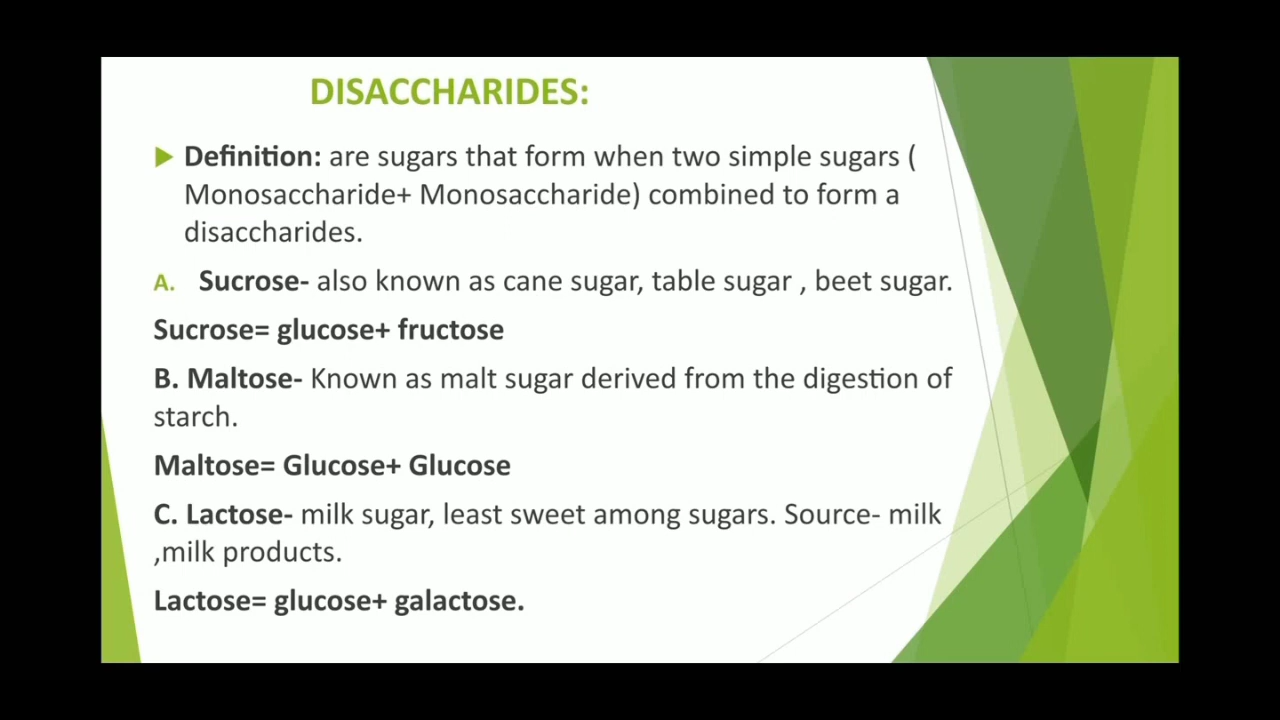 DISACCHARIDES:
Definition: are sugars that form when two simple sugars (
Monosaccharide+ Monosaccharide) combined to form a
disaccharides.
A. Sucrose- also known as cane sugar, table sugar , beet sugar.
Sucrose= glucose+ fructose
B. Maltose- Known as malt sugar derived from the digestion of
starch.
Maltose= Glucose+ Glucose
C. Lactose- milk sugar, least sweet among sugars. Source- milk
,milk products.
Lactose= glucose+ galactose.